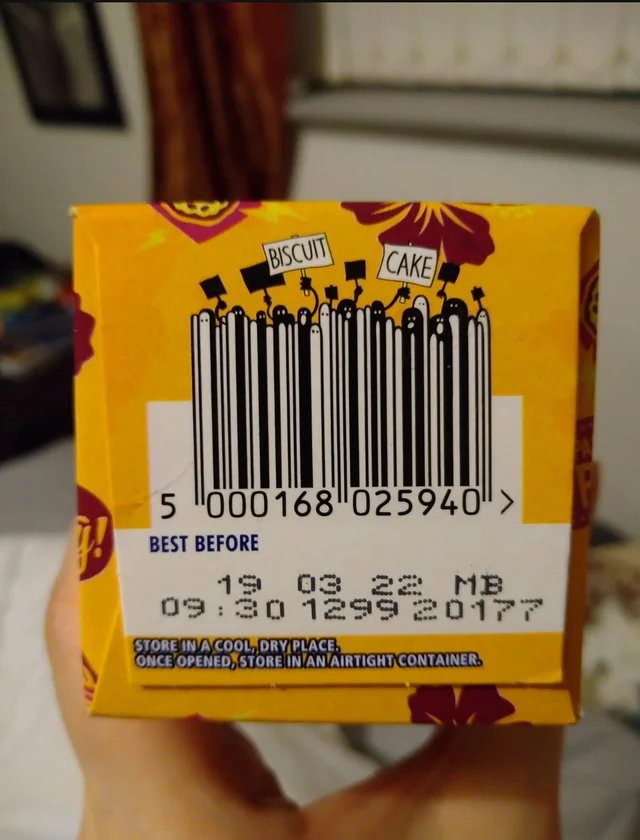 BISCUIT
CAKE
5 000168 025940 >
BEST BEFORE
19 03 22 MB
09:30 1299 20177
STORE IN A COOL, DRY PLACE.
ONCE OPENED, STORE IN AN AIRTIGHT CONTAINER.